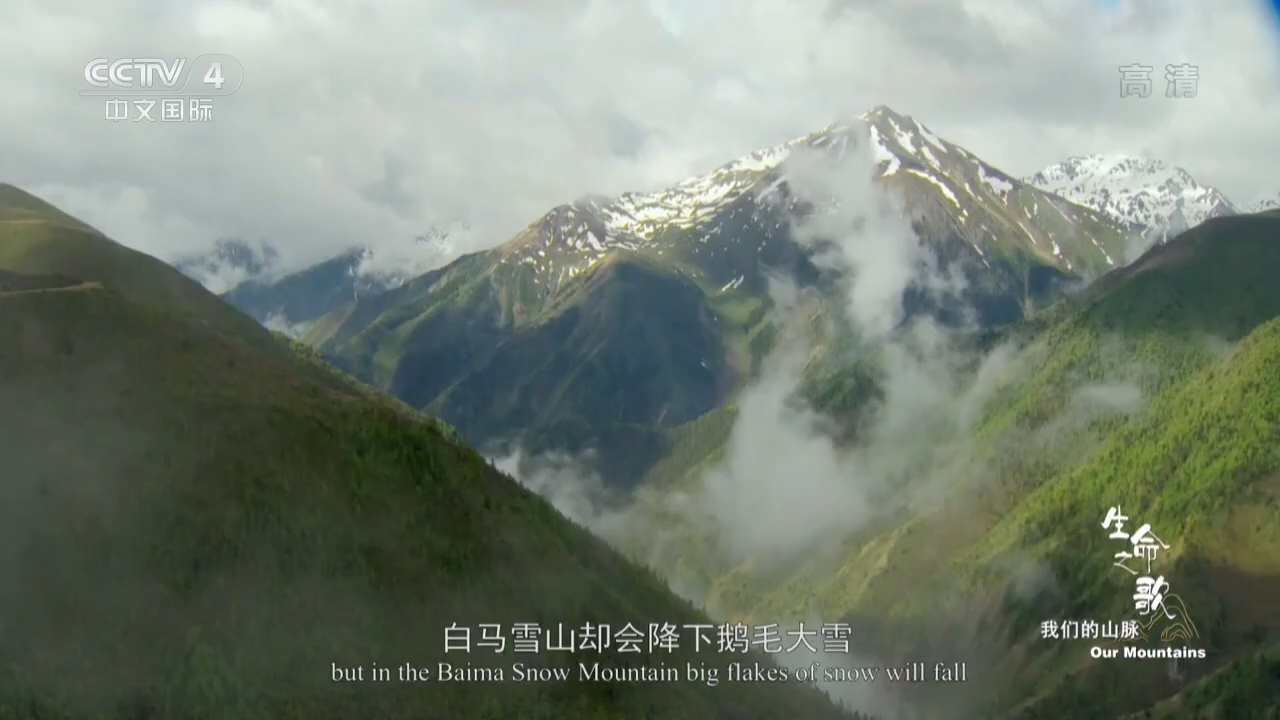 CCTV 4
中文国际
高清
生命之歌
我们的山脉
Our Mountains
白马雪山却会降下鹅毛大雪
but in the Baima Snow Mountain big flakes of snow will fall